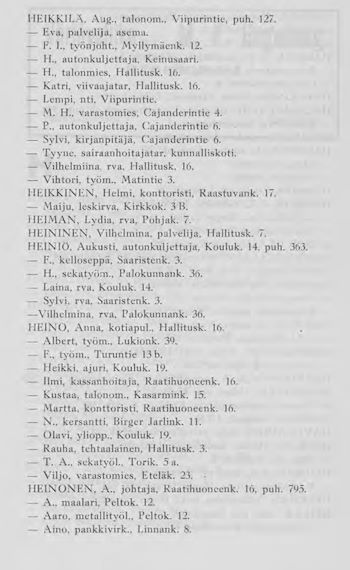 HEIKKILÄ, Aug., talonom., Viipurintie, puh. 127.
— Eva, palvelija, asema.
— F. I., työnjoht., Myllymäenk. 12.
— H., autonkuljettaja, Keinusaari.
— H., talonmies, Hallitusk. 16.
— Katri, viivaajatar, Hallitusk. 16.
— Lempi, nti, Viipurintie.
— M. H., varastomies, Cajanderintie 4.
— P., autonkuljettaja, Cajanderintie 6.
— Sylvi, kirjanpitäjä, Cajanderintie 6.
— Tyyne, sairaanhoitajatar, kunnalliskoti.
— Vilhelmiina, rva, Hallitusk. 16.
— Vihtori, työm., Matintie 3.
HEIKKINEN, Helmi, konttoristi, Raastuvank. 17.
— Maiju, leskirva, Kirkkok. 3 B.
HEIMAN, Lydia, rva, Pohjak. 7.
HEININEN, Vilhelmina, palvelija, Hallitusk. 7.
HEINIÖ, Aukusti, autonkuljettaja, Kouluk. 14, puh. 363.
— F., kelloseppä, Saaristenk. 3.
— H., sekatyöm., Palokunnank. 36.
— Laina, rva, Kouluk. 14.
— Sylvi, rva, Saaristenk. 3.
—Vilhelmina, rva, Palokunnank. 36.
HEINO, Anna, kotiapul., Hallitusk. 16.
— Albert, työm., Lukionk. 39.
— F., työm., Turuntie 13 b.
— Heikki, ajuri, Kouluk. 19.
— Ilmi, kassanhoitaja, Raatihuoneenk. 16.
— Kustaa, talonom., Kasarmink. 15.
— Martta, konttoristi, Raatihuoneenk. 16.
— N., kersantti, Birger Jarlink. 11.
— Olavi, yliopp., Kouluk. 19.
— Rauha, tehtaalainen, Hallitusk. 3.
— T. A., sekatyöl., Torik. 5 a.
— Viljo, varastomies, Eteläk. 23.
HEINONEN, A., johtaja, Raatihuoneenk. 16, puh. 795.
— A., maalari, Peltok. 12.
— Aaro, metallityöl., Peltok. 12.
— Aino, pankkivirk., Linnank. 8.